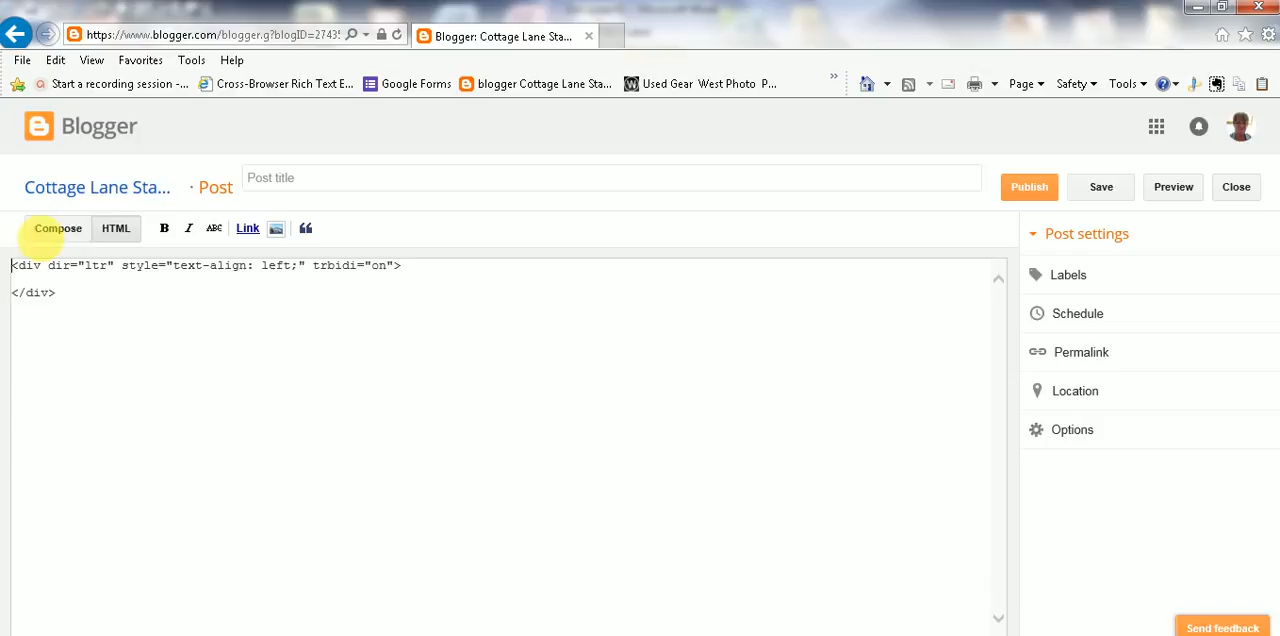 https://www.blogger.com/blogger.g?blogID=2743
Blogger: Cottage Lane Sta...
File Edit View Favorites Tools Help
Start a recording session -... Cross-Browser Rich Text E... Google Forms blogger Cottage Lane Sta... Used Gear West Photo P... » Page Safety Tools
Blogger
Cottage Lane Sta... · Post Post title Publish Save Preview Close
Compose HTML B I ABC Link
Post settings
<div dir="ltr" style="text-align: left;" trbidi="on">
Labels
</div>
Schedule
Permalink
Location
Options
Send feedback